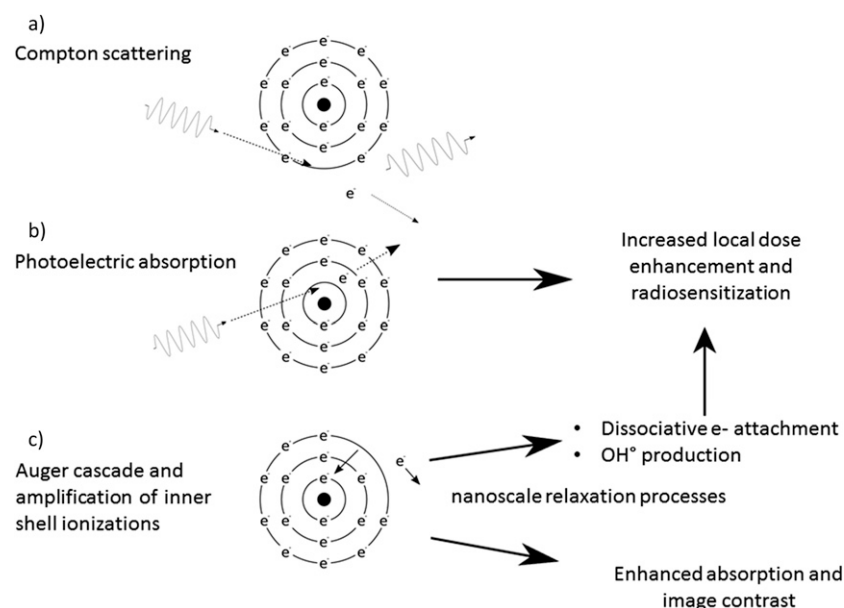 a)
Compton scattering
e- e- e-
e- e- e-
e- e- e-
e- e- e- e-
e-
e- e-
e-
b)
Photoelectric absorption
e- e- e-
e-
e- e- e-
e- e-
e- e- e- e- e-
e-
e- e- e-
Increased local dose
enhancement and
radiosensitization
c)
Auger cascade and
amplification of inner
shell ionizations
e- e-
e-
e- e- e-
e-
e- e- e- e- e-
e-
e- e- e-
• Dissociative e- attachment
• OH° production
nanoscale relaxation processes
Enhanced absorption and
image contrast